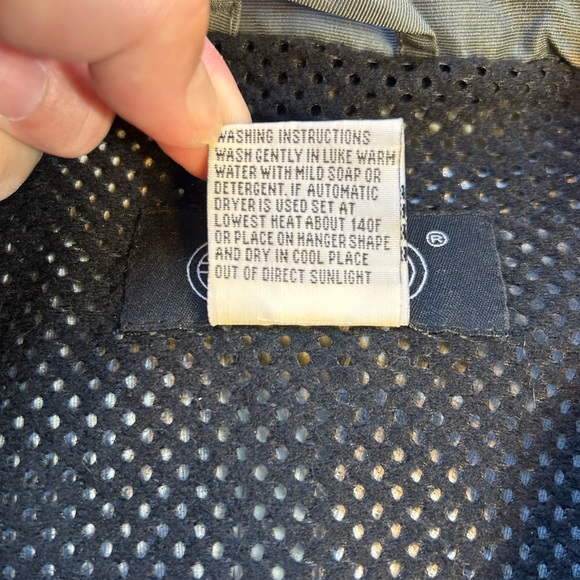 WASHING INSTRUCTIONS
WASH GENTLY IN LUKE WARM
WATER WITH MILD SOAP OR
DETERGENT. IF AUTOMATIC
DRYER IS USED SET AT
LOWEST HEAT ABOUT 140F
OR PLACE ON HANGER SHAPE
AND DRY IN COOL PLACE
OUT OF DIRECT SUNLIGHT
®